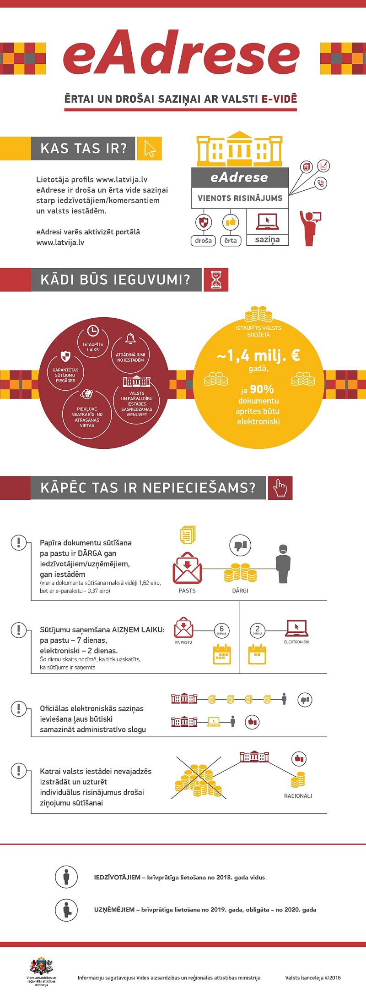 eAdrese
ĒRTAI UN DROŠAI SAZIŅAI AR VALSTI E-VIDĒ
KAS TAS IR?
Lietotāja profils www.latvija.lv
eAdrese ir droša un ērta vide saziņai
starp iedzīvotājiem/komersantiem
un valsts iestādēm.
eAdresi varēs aktivizēt portālā
www.latvija.lv
eAdrese
VIENOTS RISINĀJUMS
droša
ērta
saziņa
KĀDI BŪS IEGUVUMI?
IETAUPĪTS
LAIKS
ATGĀDINĀJUMI
NO IESTĀDĒM
GARANTĒTAS
SŪTĪJUMU
PIEGĀDES
VALSTS
UN PAŠVALDĪBU
IESTĀDES
SASNIEDZAMAS
VIENUVIET
PIEKĻUVE
NEATKARĪGI NO
ATRAŠANĀS
VIETAS
IETAUPĪTS VALSTS
BUDŽETĀ
~1,4 milj. €
gadā,
ja 90%
dokumentu
aprites būtu
elektroniski
KĀPĒC TAS IR NEPIECIEŠAMS?
Papīra dokumentu sūtīšana
pa pastu ir DĀRGA gan
iedzīvotājiem/uzņēmējiem,
gan iestādēm
(viena dokumenta sūtīšana maksā vidēji 1,62 eiro,
bet ar e-parakstu - 0,37 eiro)
PASTS
DĀRGI
Sūtījumu saņemšana AIZŅEM LAIKU:
pa pastu – 7 dienas,
elektroniski – 2 dienas.
Šo dienu skaits nozīmē, ka tiek uzskatīts,
ka sūtījums ir saņemts
PA PASTU
6
DIENAS
2
DIENAS
ELEKTRONISKI
Oficiālas elektroniskās saziņas
ieviešana ļaus būtiski
samazināt administratīvo slogu
Katrai valsts iestādei nevajadzēs
izstrādāt un uzturēt
individuālus risinājumus drošai
ziņojumu sūtīšanai
RACIONĀLI
IEDZĪVOTĀJIEM – brīvprātīga lietošana no 2018. gada vidus
UZŅĒMĒJIEM – brīvprātīga lietošana no 2019. gada, obligāta – no 2020. gada
Vides aizsardzības un
reģionālās attīstības
ministrija
Informāciju sagatavojusi Vides aizsardzības un reģionālās attīstības ministrija
Valsts kanceleja ©2016